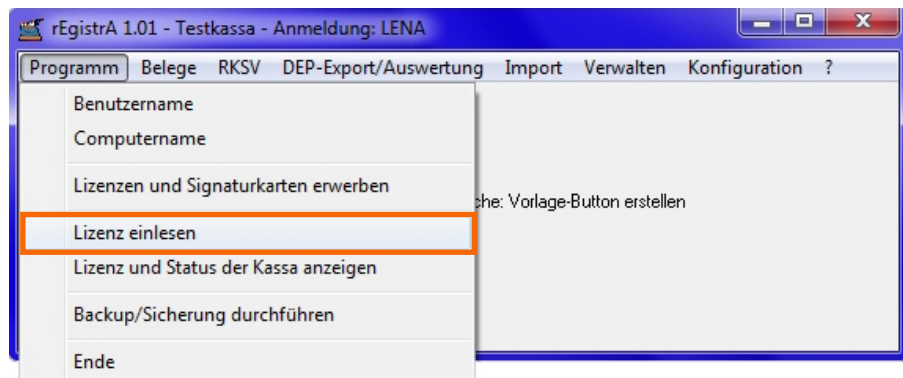 rEgistrA 1.01 - Testkassa - Anmeldung: LENA
Programm Belege RKSV DEP-Export/Auswertung Import Verwalten Konfiguration ?
Benutzername
Computername
Lizenzen und Signaturkarten erwerben
che: Vorlage-Button erstellen
Lizenz einlesen
Lizenz und Status der Kassa anzeigen
Backup/Sicherung durchführen
Ende